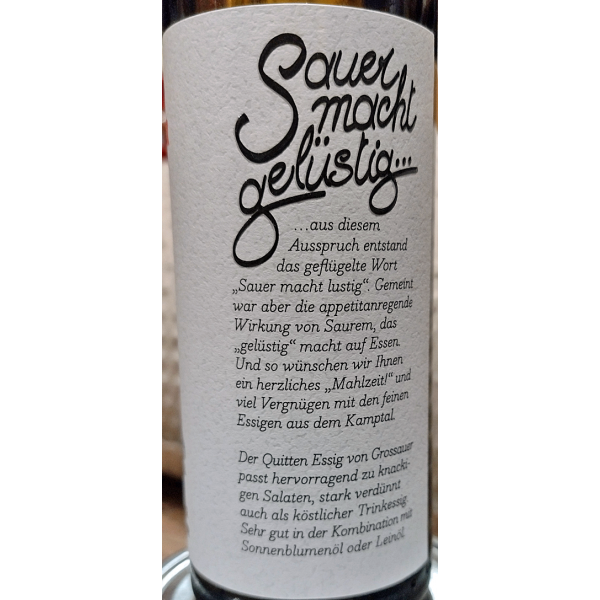 Sauer
macht
gelüstig...
...aus diesem
Ausspruch entstand
das geflügelte Wort
„Sauer macht lustig“. Gemeint
war aber die appetitanregende
Wirkung von Saurem, das
„gelüstig“ macht auf Essen.
Und so wünschen wir Ihnen
ein herzliches „Mahlzeit!“ und
viel Vergnügen mit den feinen
Essigen aus dem Kamptal.
Der Quitten Essig von Grossauer
passt hervorragend zu knacki-
gen Salaten, stark verdünnt
auch als köstlicher Trinkessig.
Sehr gut in der Kombination mit
Sonnenblumenöl oder Leinöl.